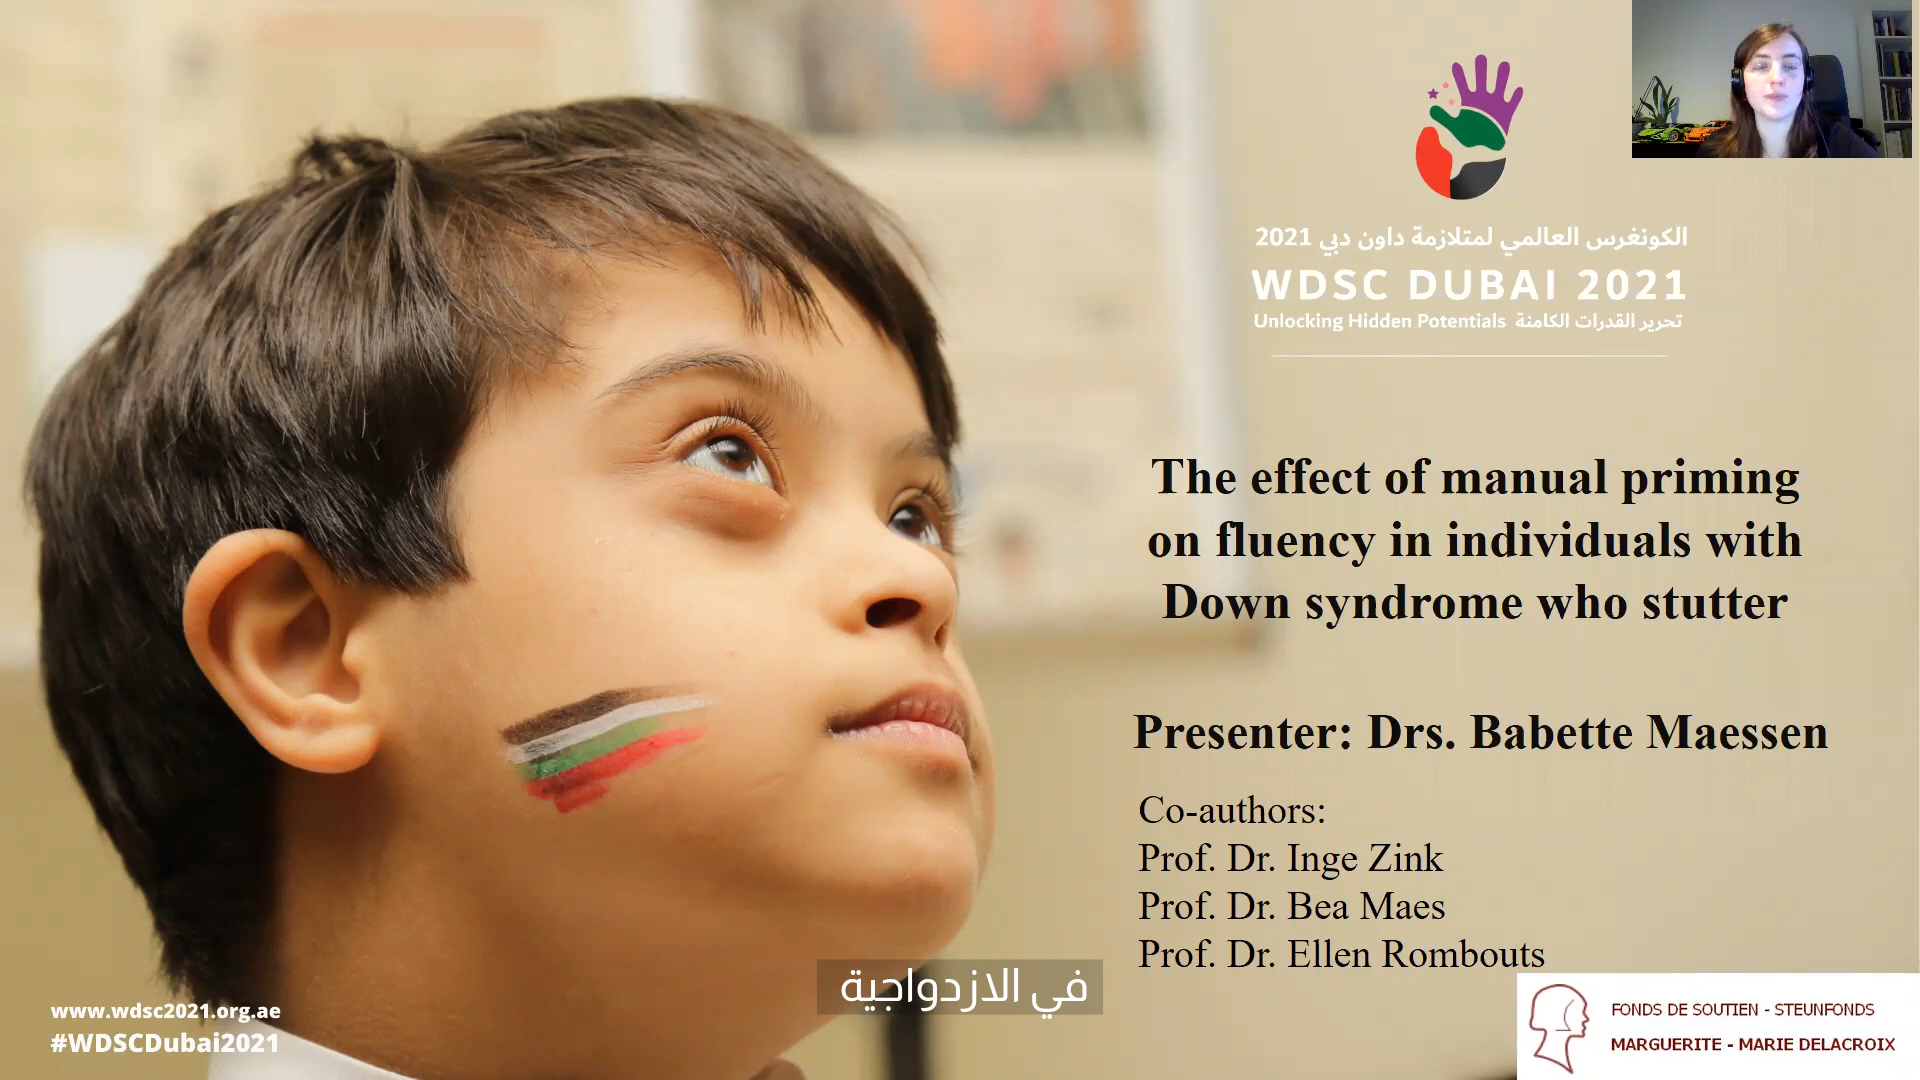 الكونغرس العالمي لمتلازمة داون دبي 2021
WDSC DUBAI 2021
Unlocking Hidden Potentials تحرير القدرات الكامنة
The effect of manual priming
on fluency in individuals with
Down syndrome who stutter
Presenter: Drs. Babette Maessen
Co-authors:
Prof. Dr. Inge Zink
Prof. Dr. Bea Maes
Prof. Dr. Ellen Rombouts
في الازدواجية
www.wdsc2021.org.ae
#WDSCDubai2021
FONDS DE SOUTIEN - STEUNFONDS
MARGUERITE - MARIE DELACROIX